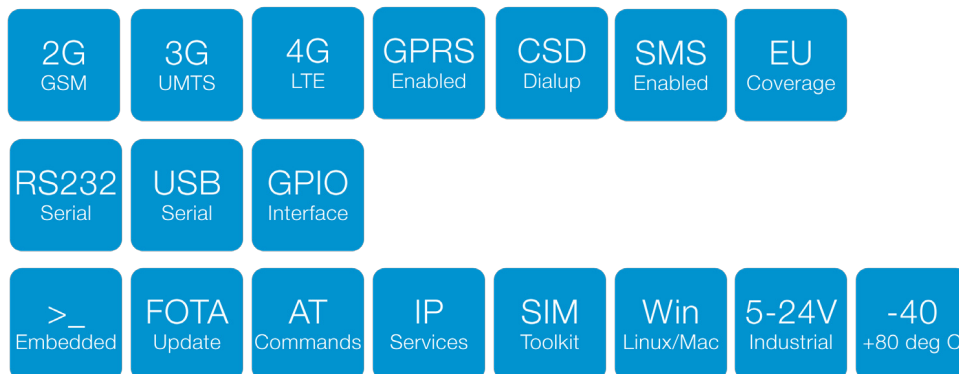 2G 3G 4G GPRS CSD SMS EU
GSM UMTS LTE Enabled Dialup Enabled Coverage
RS232 USB GPIO
Serial Serial Interface
>_ FOTA AT IP SIM Win 5-24V -40
Embedded Update Commands Services Toolkit Linux/Mac Industrial +80 deg C